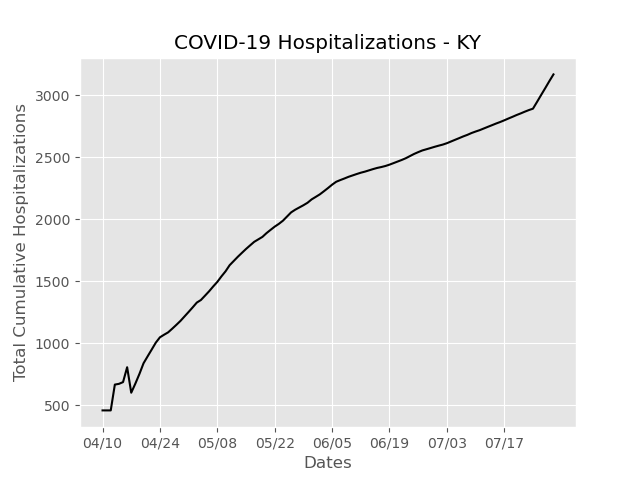 COVID-19 Hospitalizations - KY
Total Cumulative Hospitalizations
3000
2500
2000
1500
1000
500
04/10 04/24 05/08 05/22 06/05 06/19 07/03 07/17
Dates